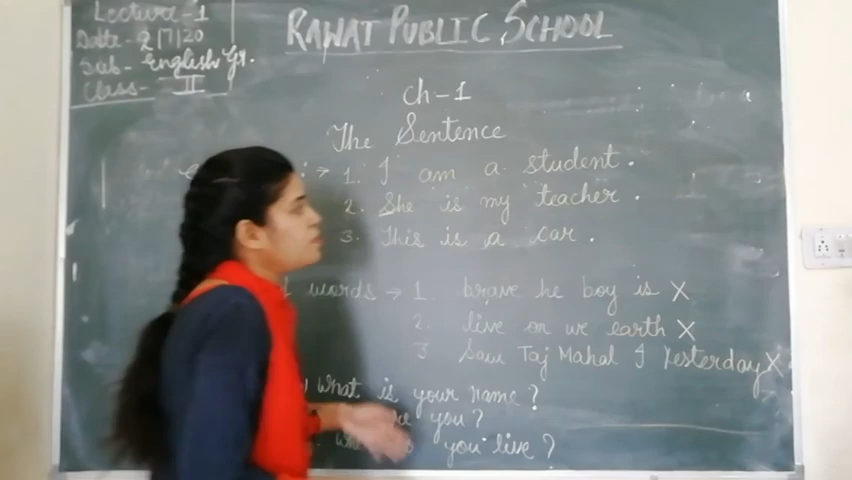 Lecture-1
Date - 2/7/20
Sub- English Gr.
Class- II
RAWAT PUBLIC SCHOOL
Ch-1
The Sentence
→ 1. I am a student.
2. She is my teacher.
3. This is a car.
words → 1. brave the boy is X
2. live on we earth X
3 Saw Taj Mahal I Yesterday X
What is your name?
you?
you live?